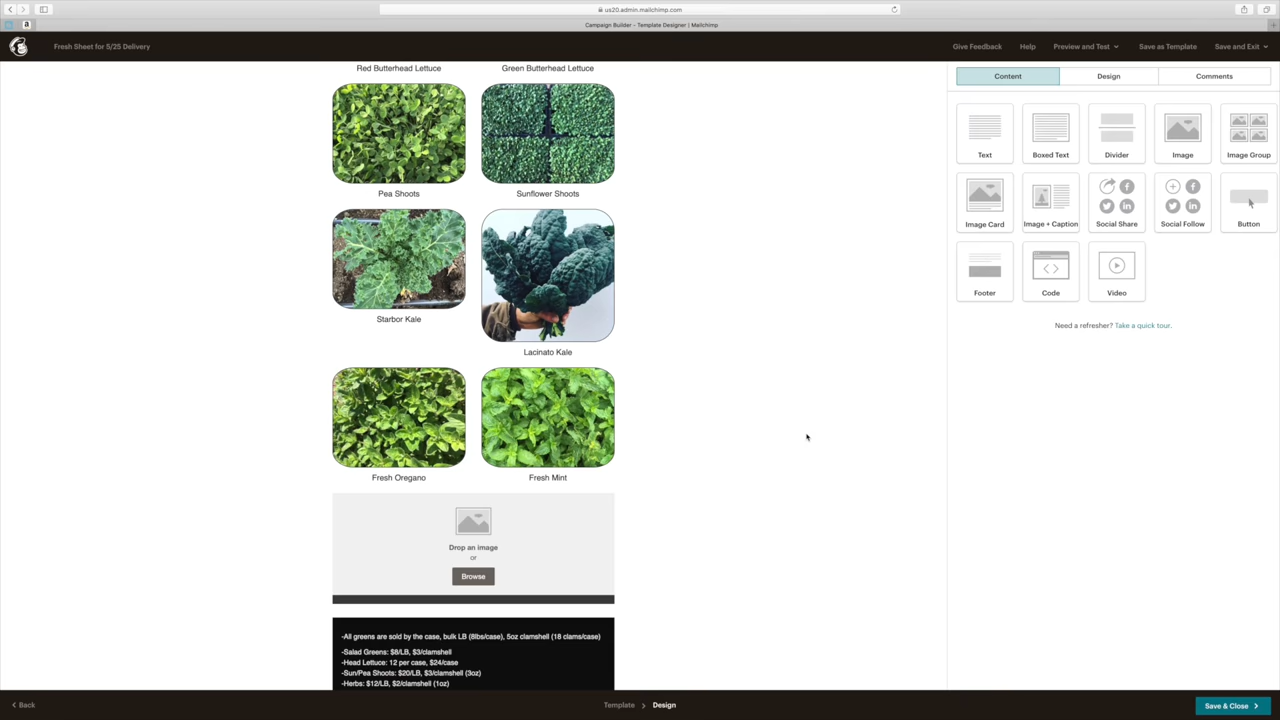 us20.admin.mailchimp.com
Campaign Builder - Template Designer | Mailchimp
Fresh Sheet for 5/25 Delivery
Give Feedback
Help
Preview and Test
Save as Template
Save and Exit
Content
Design
Comments
Red Butterhead Lettuce
Green Butterhead Lettuce
Text
Boxed Text
Divider
Image
Image Group
Pea Shoots
Sunflower Shoots
Image Card
Image + Caption
Social Share
Social Follow
Button
Footer
Code
Video
Starbor Kale
Need a refresher? Take a quick tour.
Lacinato Kale
Fresh Oregano
Fresh Mint
Drop an image
or
Browse
-All greens are sold by the case, bulk LB (8lbs/case), 5oz clamshell (18 clams/case)
-Salad Greens: $8/LB, $3/clamshell
-Head Lettuce: 12 per case, $24/case
-Sun/Pea Shoots: $20/LB, $3/clamshell (3oz)
-Herbs: $12/LB, $2/clamshell (1oz)
Back
Template
Design
Save & Close